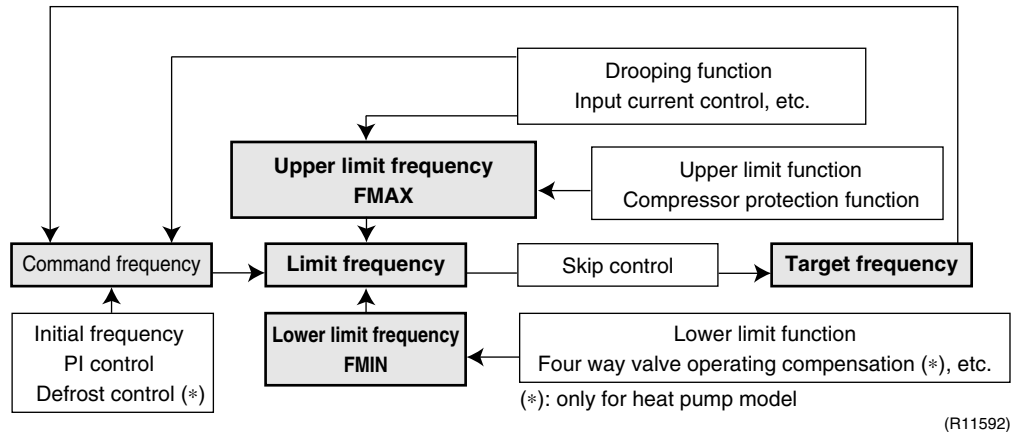 Drooping function
Input current control, etc.
Upper limit frequency
FMAX
Upper limit function
Compressor protection function
Command frequency
Limit frequency
Skip control
Target frequency
Initial frequency
PI control
Defrost control (*)
Lower limit frequency
FMIN
Lower limit function
Four way valve operating compensation (*), etc.
(*): only for heat pump model
(R11592)